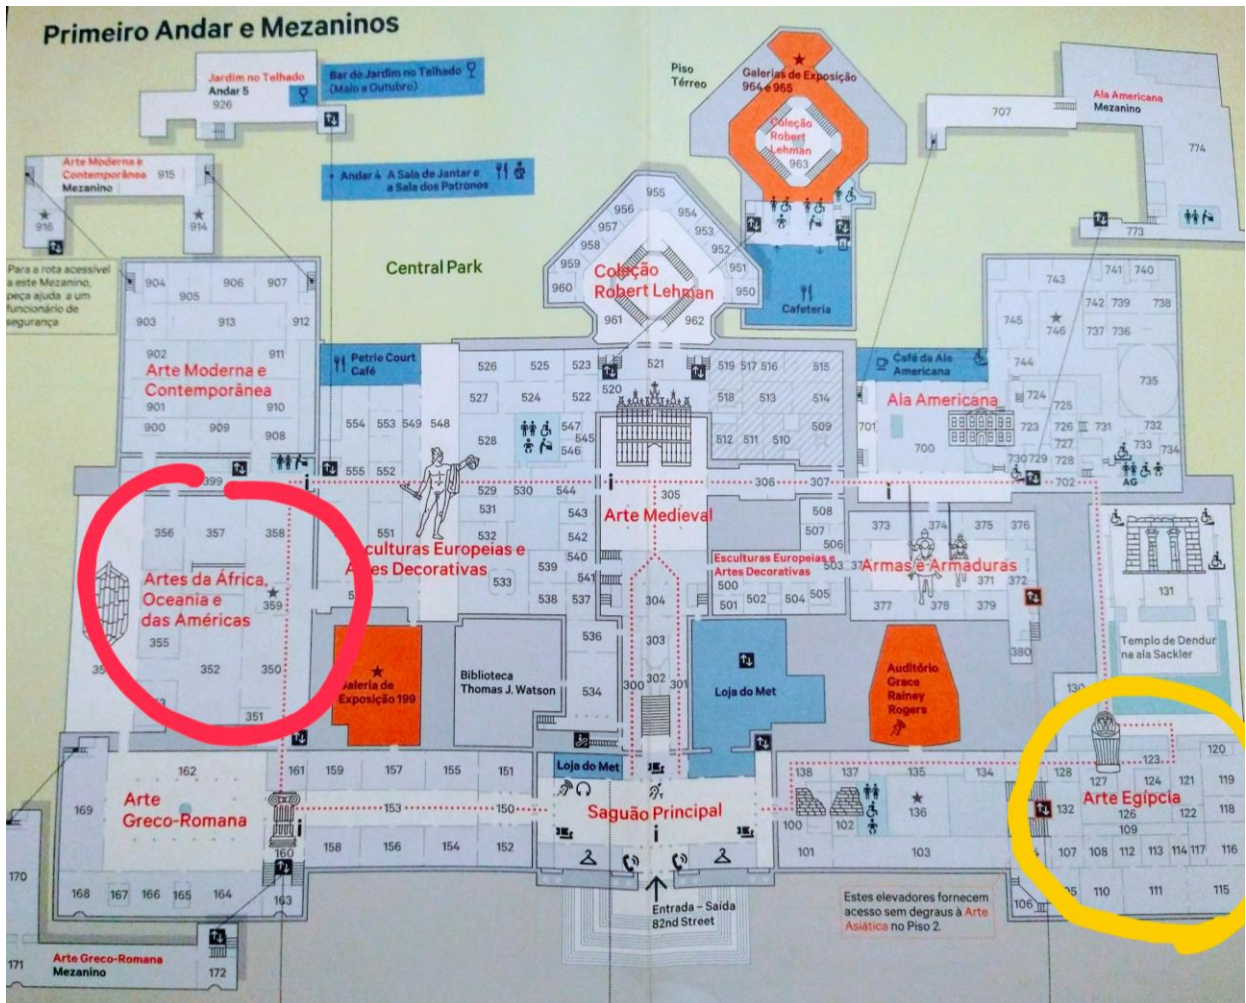 Primeiro Andar e Mezaninos
Jardim no Telhado
Andar 5
926
Bar do Jardim no Telhado
(Maio a Outubro)
Andar 4 A Sala de Jantar e
a Sala dos Patronos
Arte Moderna e
Contemporânea
Mezanino
915
916
914
Para a rota acessível
a este Mezanino,
peça ajuda a um
funcionário de
segurança
Central Park
Piso
Térreo
Galerias de Exposição
964 e 965
Coleção
Robert
Lehman
963
Cafeteria
Ala Americana
Mezanino
707
774
773
955
956
954
957
953
958
952
959
951
960
950
Coleção
Robert Lehman
961
962
904
906
907
905
903
913
912
902
911
Arte Moderna e
Contemporânea
901
910
900
909
908
399
Petrie Court
Café
554
553
549
548
555
552
551
526
525
523
527
524
522
520
521
528
547
545
546
529
530
544
531
543
532
542
540
539
541
533
538
537
536
534
Esculturas Europeias e
Artes Decorativas
519
517
516
515
518
513
514
509
512
511
510
305
306
307
Arte Medieval
508
507
506
503
Esculturas Europeias e
Artes Decorativas
500
501
502
504
505
304
303
302
300
301
Café da Ala
Americana
Ala Americana
701
700
743
741
740
742
739
738
745
746
737
736
744
735
724
725
723
726
731
732
727
733
734
730
729
728
702
AG
373
374
375
376
Armas e Armaduras
371
372
377
378
379
380
131
Templo de Dendur
na ala Sackler
130
356
357
358
Artes da África,
Oceania e
das Américas
359
355
352
350
351
Galeria de
Exposição 199
Biblioteca
Thomas J. Watson
Loja do Met
Auditório
Grace
Rainey
Rogers
Loja do Met
Saguão Principal
162
161
159
157
155
151
169
Arte
Greco-Romana
153
150
160
158
156
154
152
170
168
167
166
165
164
163
171
Arte Greco-Romana
Mezanino
172
138
137
135
134
136
100
102
101
103
128
127
123
120
124
121
119
132
Arte Egípcia
126
122
118
109
107
108
112
113
114
117
116
106
110
111
115
Entrada – Saída
82nd Street
Estes elevadores fornecem
acesso sem degraus à Arte
Asiática no Piso 2.